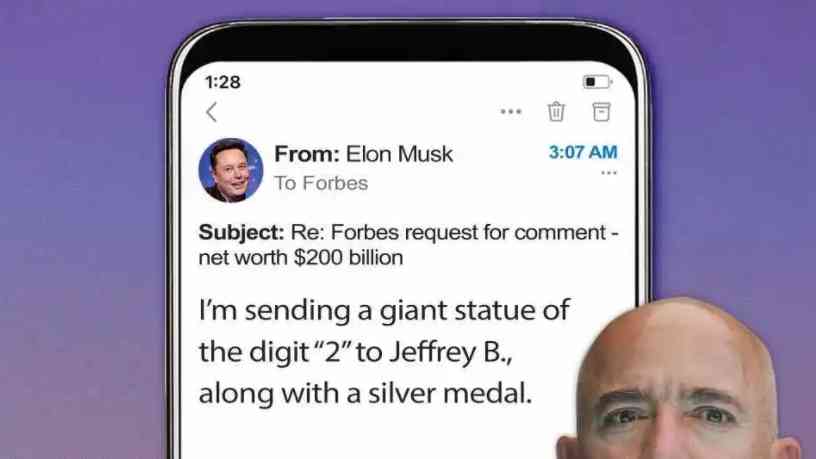 1:28
From: Elon Musk
3:07 AM
To Forbes
Subject: Re: Forbes request for comment -
net worth $200 billion
I'm sending a giant statue of
the digit “2” to Jeffrey B.,
along with a silver medal.